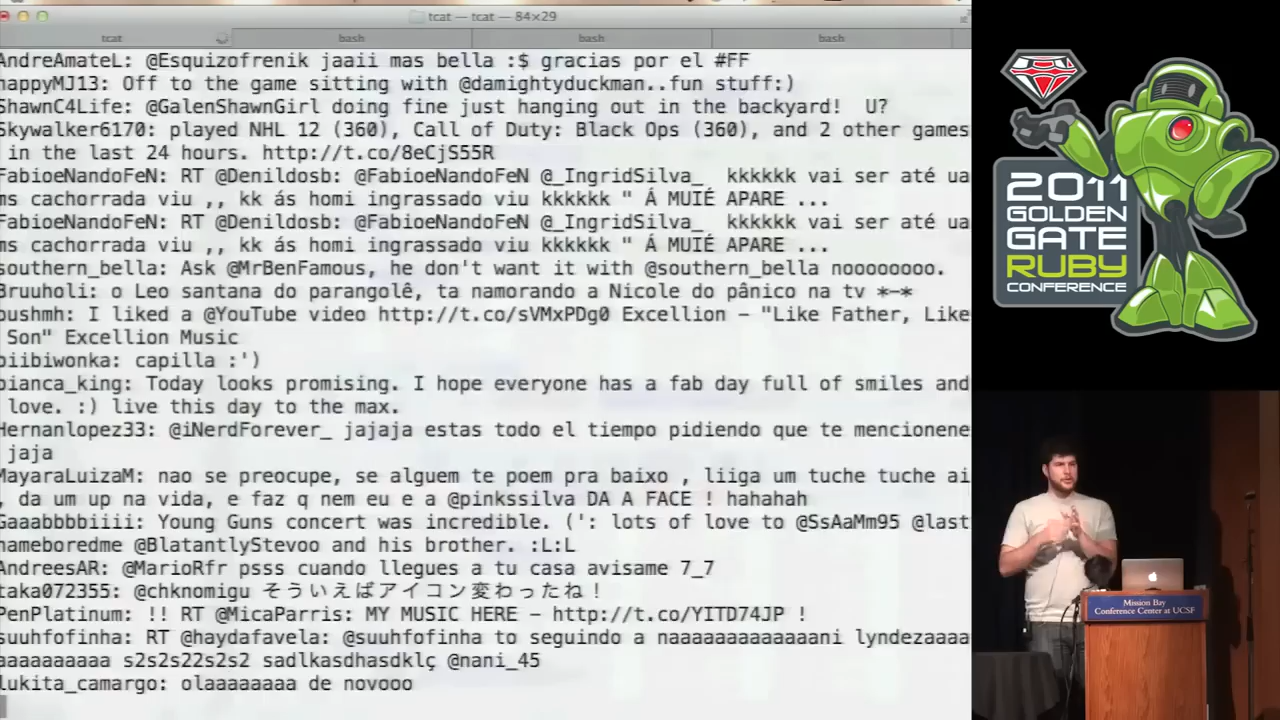 tcat — tcat — 84×29
tcat bash bash bash
AndreAmateL: @Esquizofrenik jaaii mas bella :$ gracias por el #FF
happyMJ13: Off to the game sitting with @damightyduckman..fun stuff:)
ShawnC4Life: @GalenShawnGirl doing fine just hanging out in the backyard!  U?
Skywalker6170: played NHL 12 (360), Call of Duty: Black Ops (360), and 2 other games
in the last 24 hours. http://t.co/8eCjS55R
FabioeNandoFeN: RT @Denildosb: @FabioeNandoFeN @_IngridSilva_  kkkkkk vai ser até ua
ms cachorrada viu ,, kk ás homi ingrassado viu kkkkkk " Á MUIÉ APARE ...
FabioeNandoFeN: RT @Denildosb: @FabioeNandoFeN @_IngridSilva_  kkkkkk vai ser até ua
ms cachorrada viu ,, kk ás homi ingrassado viu kkkkkk " Á MUIÉ APARE ...
southern_bella: Ask @MrBenFamous, he don't want it with @southern_bella noooooooo.
Bruuholi: o Leo santana do parangolê, ta namorando a Nicole do pânico na tv *-*
bushmh: I liked a @YouTube video http://t.co/sVMxPDg0 Excellion - "Like Father, Like
Son" Excellion Music
biibiwonka: capilla :')
bianca_king: Today looks promising. I hope everyone has a fab day full of smiles and
love. :) live this day to the max.
Hernanlopez33: @iNerdForever_ jajaja estas todo el tiempo pidiendo que te mencionene
jaja
MayaraLuizaM: nao se preocupe, se alguem te poem pra baixo , liiga um tuche tuche ai
, da um up na vida, e faz q nem eu e a @pinkssilva DA A FACE ! hahahah
Gaaabbbbiiii: Young Guns concert was incredible. (': lots of love to @SsAaMm95 @last
nameboredme @BlatantlyStevoo and his brother. :L:L
AndreesAR: @MarioRfr psss cuando llegues a tu casa avisame 7_7
taka072355: @chknomigu そういえばアイコン変わったね！
PenPlatinum: !! RT @MicaParris: MY MUSIC HERE - http://t.co/YITD74JP !
suuhfofinha: RT @haydafavela: @suuhfofinha to seguindo a naaaaaaaaaaaaani lyndezaaaa
aaaaaaaaaa s2s2s22s2s2 sadlkasdhasdklç @nani_45
lukita_camargo: olaaaaaaaa de novooo
2011
GOLDEN
GATE
RUBY
CONFERENCE
Mission Bay
Conference Center at UCSF